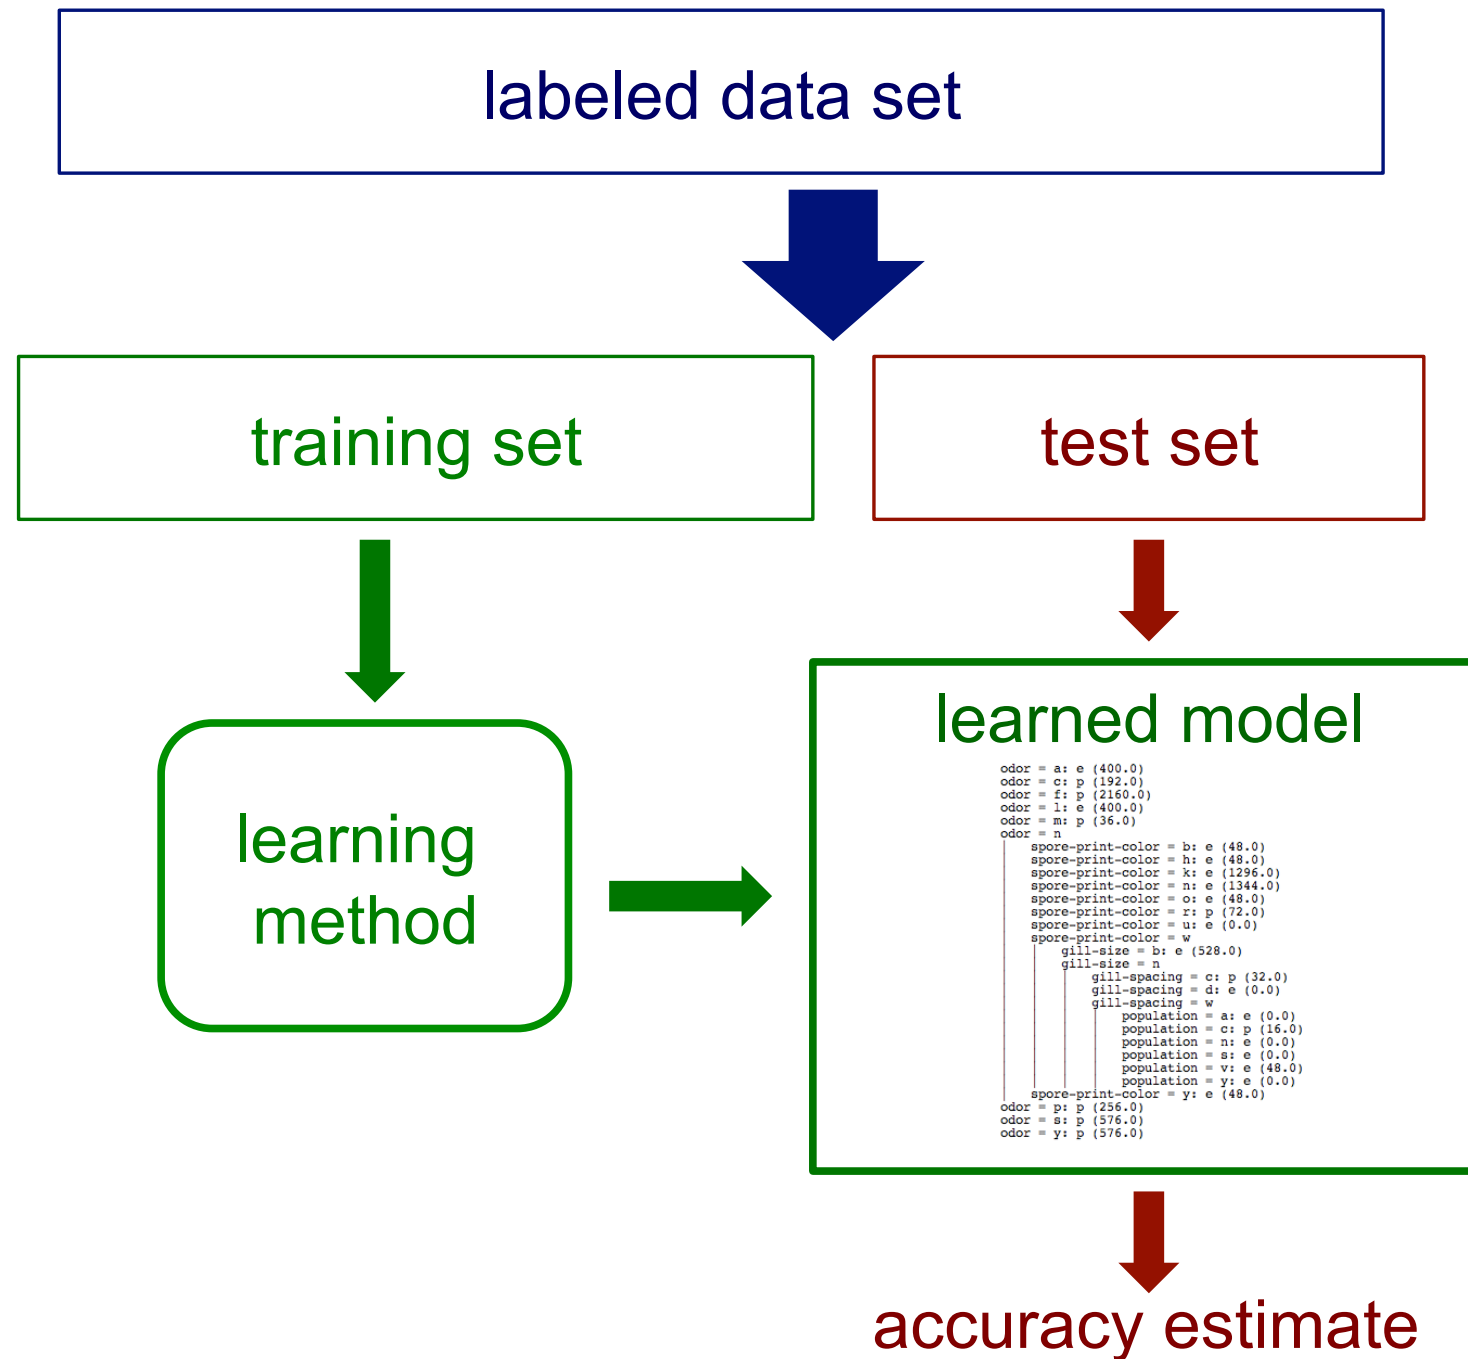 labeled data set
training set
test set
learning
method
learned model
odor = a: e (400.0)
odor = c: p (192.0)
odor = f: p (2160.0)
odor = l: e (400.0)
odor = m: p (36.0)
odor = n
|   spore-print-color = b: e (48.0)
|   spore-print-color = h: e (48.0)
|   spore-print-color = k: e (1296.0)
|   spore-print-color = n: e (1344.0)
|   spore-print-color = o: e (48.0)
|   spore-print-color = r: p (72.0)
|   spore-print-color = u: e (0.0)
|   spore-print-color = w
|   |   gill-size = b: e (528.0)
|   |   gill-size = n
|   |   |   gill-spacing = c: p (32.0)
|   |   |   gill-spacing = d: e (0.0)
|   |   |   gill-spacing = w
|   |   |   |   population = a: e (0.0)
|   |   |   |   population = c: p (16.0)
|   |   |   |   population = n: e (0.0)
|   |   |   |   population = s: e (0.0)
|   |   |   |   population = v: e (48.0)
|   |   |   |   population = y: e (0.0)
|   spore-print-color = y: e (48.0)
odor = p: p (256.0)
odor = s: p (576.0)
odor = y: p (576.0)
accuracy estimate